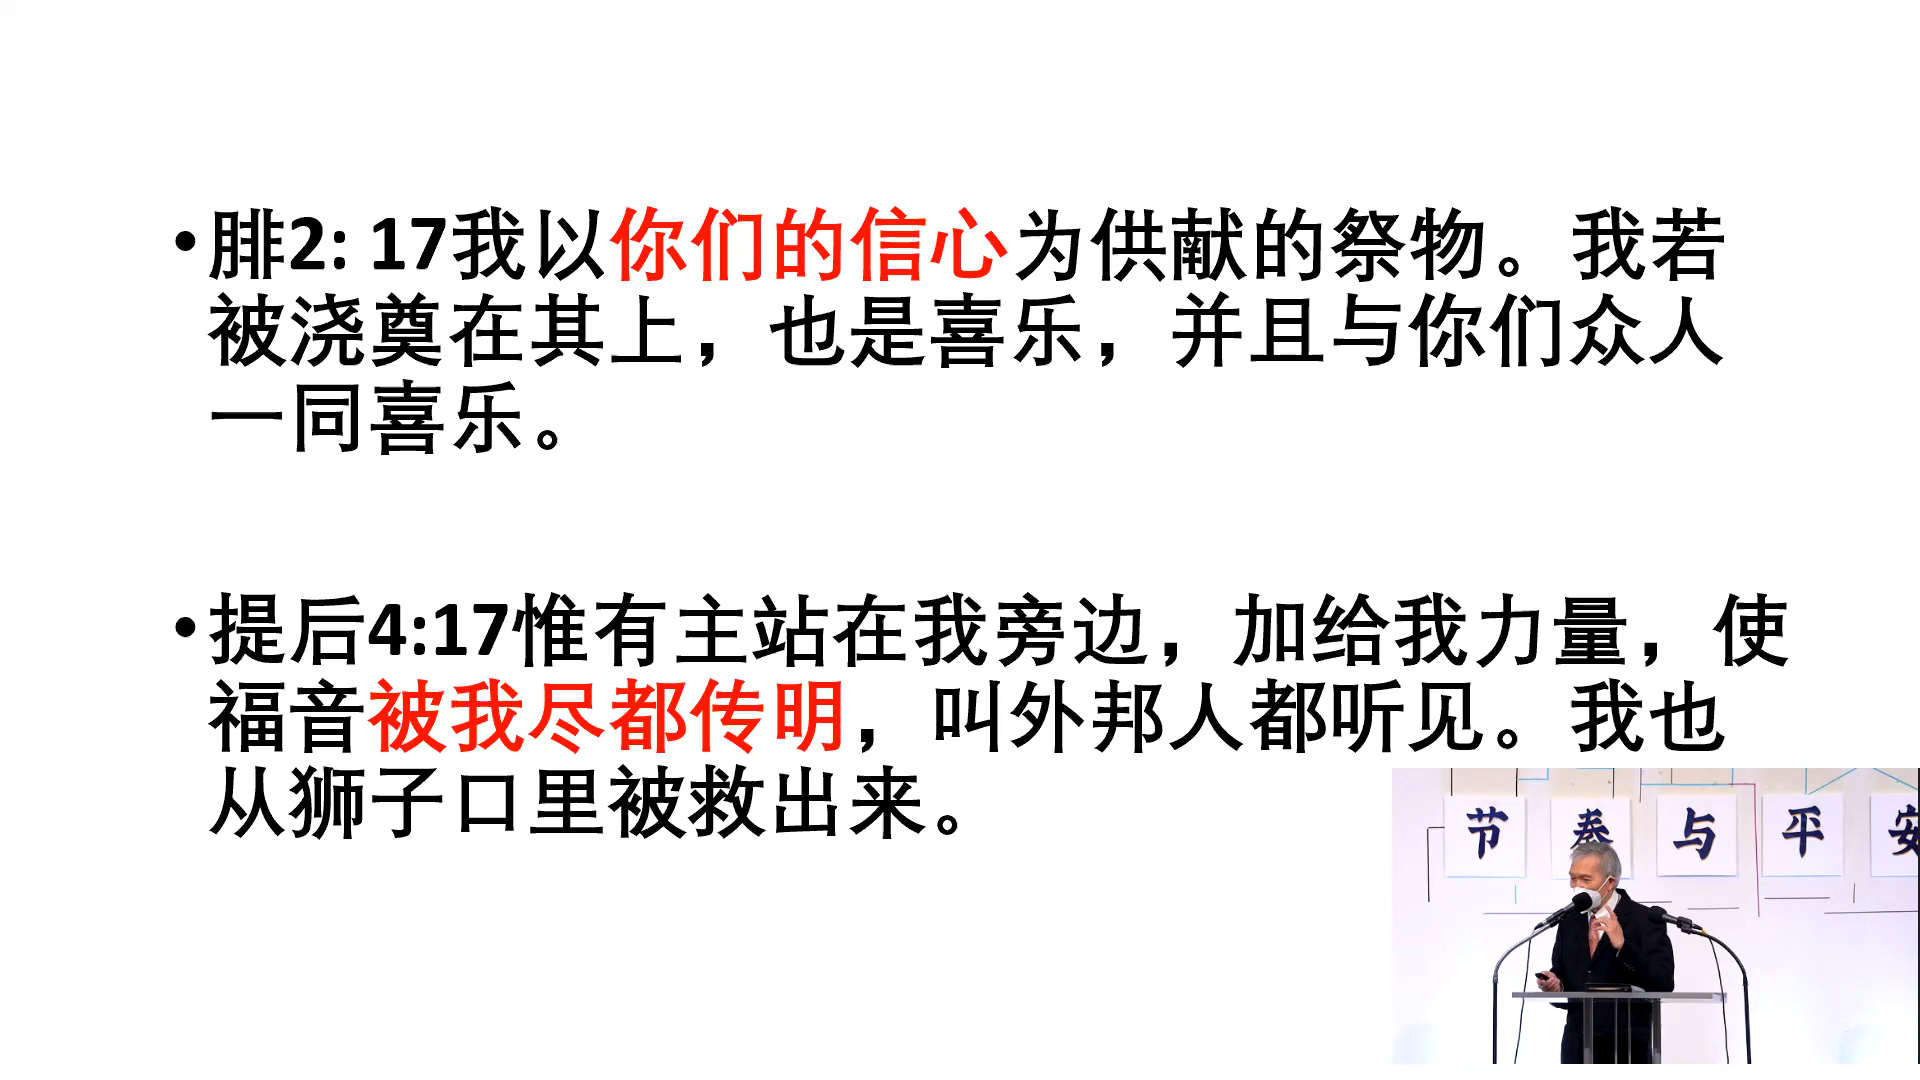 •腓2: 17我以你们的信心为供献的祭物。我若
被浇奠在其上，也是喜乐，并且与你们众人
一同喜乐。
•提后4:17惟有主站在我旁边，加给我力量，使
福音被我尽都传明，叫外邦人都听见。我也
从狮子口里被救出来。
节奏与平安